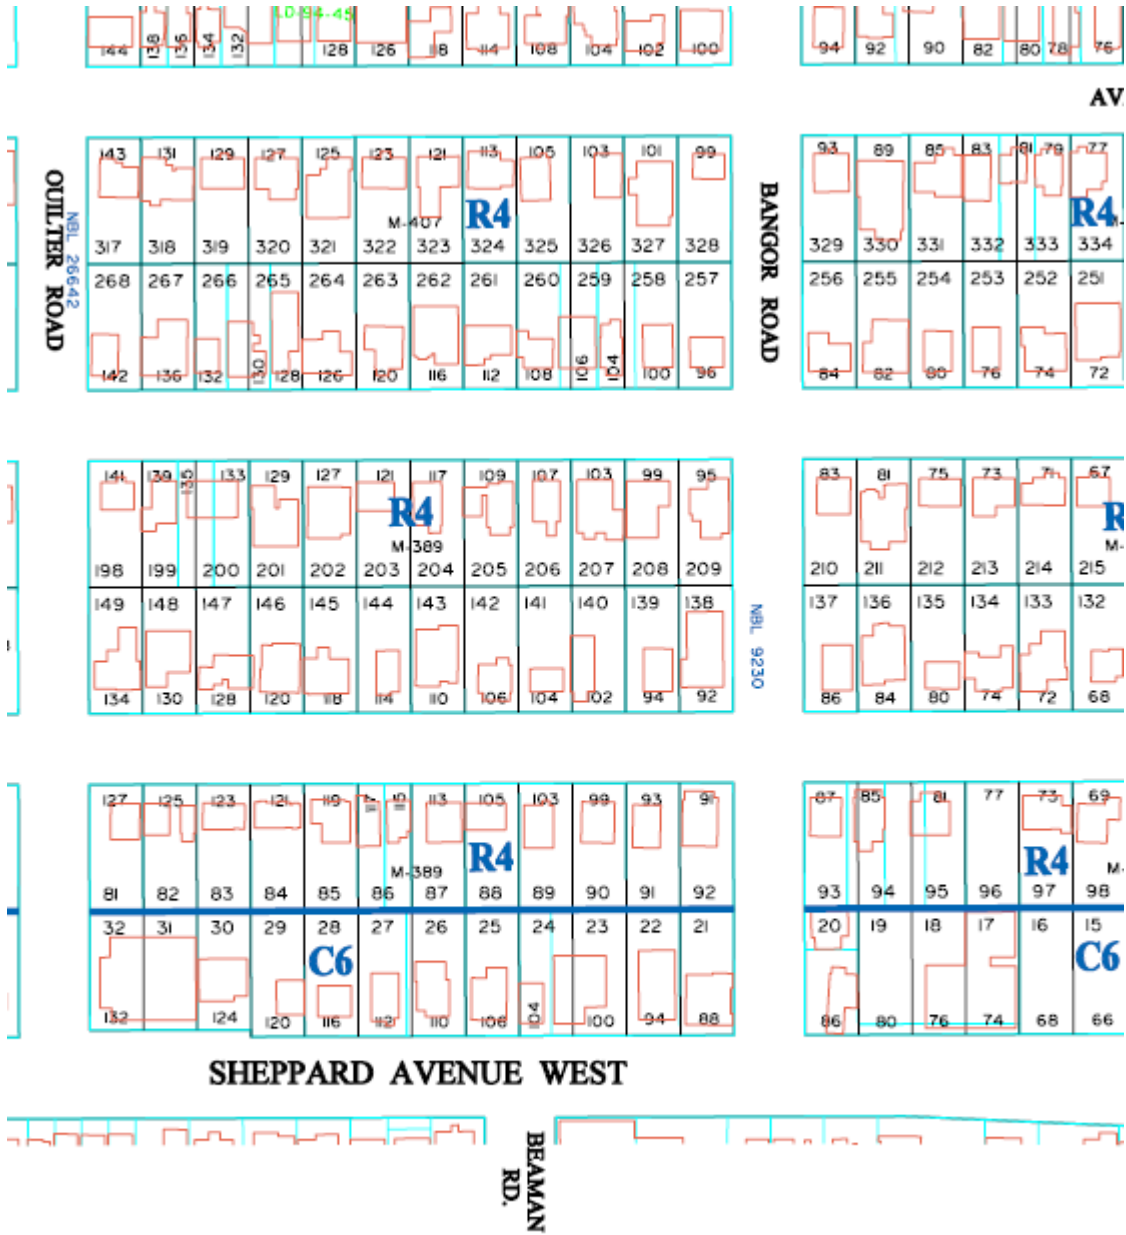 LD-94-45
144 138 136 134 132 128 126 118 114 108 104 102 100 94 92 90 82 80 78 76
AV
143 131 129 127 125 123 121 113 105 103 101 99 93 89 85 83 81 79 77
QUILTER ROAD
NBL 26642
BANGOR ROAD
M-407 R4 R4
317 318 319 320 321 322 323 324 325 326 327 328 329 330 331 332 333 334
268 267 266 265 264 263 262 261 260 259 258 257 256 255 254 253 252 251
142 136 132 130 128 126 120 116 112 108 106 104 100 96 84 82 80 76 74 72
141 139 135 133 129 127 121 117 109 107 103 99 95 83 81 75 73 71 67
R4 R
M-389 M-
198 199 200 201 202 203 204 205 206 207 208 209 210 211 212 213 214 215
149 148 147 146 145 144 143 142 141 140 139 138 137 136 135 134 133 132
NBL 9230
134 130 128 120 118 114 110 106 104 102 94 92 86 84 80 74 72 68
127 125 123 121 119 117 115 113 105 103 99 93 91 87 85 81 77 73 69
M-389 R4 R4 M-
81 82 83 84 85 86 87 88 89 90 91 92 93 94 95 96 97 98
32 31 30 29 28 27 26 25 24 23 22 21 20 19 18 17 16 15
C6 C6
132 124 120 116 112 110 106 104 100 94 88 86 80 76 74 68 66
SHEPPARD AVENUE WEST
BEAMAN
RD.